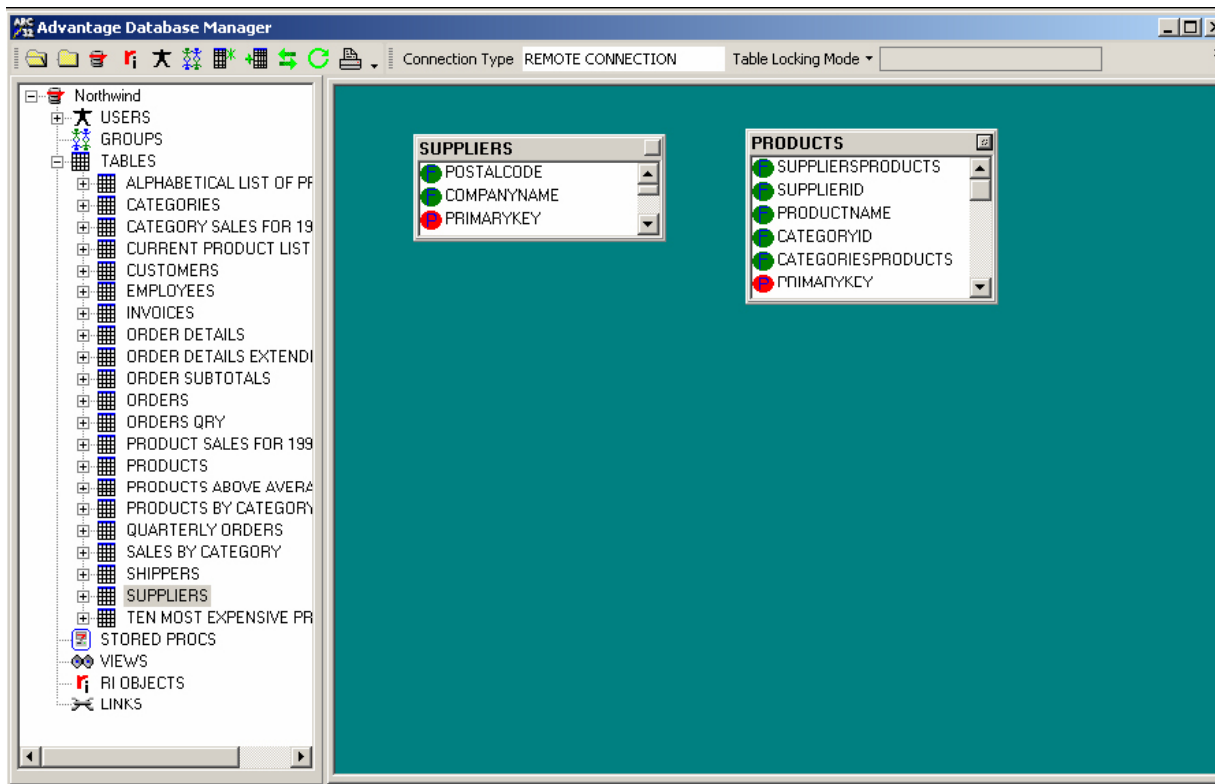 Advantage Database Manager
Connection Type REMOTE CONNECTION Table Locking Mode
Northwind
USERS
GROUPS
TABLES
ALPHABETICAL LIST OF PR
CATEGORIES
CATEGORY SALES FOR 19
CURRENT PRODUCT LIST
CUSTOMERS
EMPLOYEES
INVOICES
ORDER DETAILS
ORDER DETAILS EXTENDE
ORDER SUBTOTALS
ORDERS
ORDERS QRY
PRODUCT SALES FOR 199
PRODUCTS
PRODUCTS ABOVE AVERA
PRODUCTS BY CATEGORY
QUARTERLY ORDERS
SALES BY CATEGORY
SHIPPERS
SUPPLIERS
TEN MOST EXPENSIVE PR
STORED PROCS
VIEWS
RI OBJECTS
LINKS
SUPPLIERS
F POSTALCODE
F COMPANYNAME
P PRIMARYKEY
PRODUCTS
F SUPPLIERSPRODUCTS
F SUPPLIERID
F PRODUCTNAME
F CATEGORYID
F CATEGORIESPRODUCTS
P PRIMARYKEY